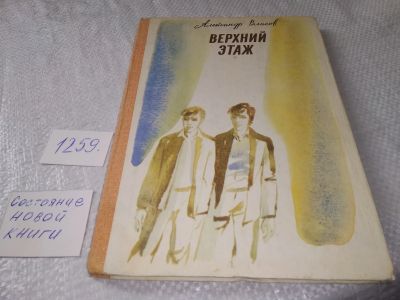 Александр Власов
ВЕРХНИЙ
ЭТАЖ
1259.
Состояние
НОВОЙ
КНИГИ